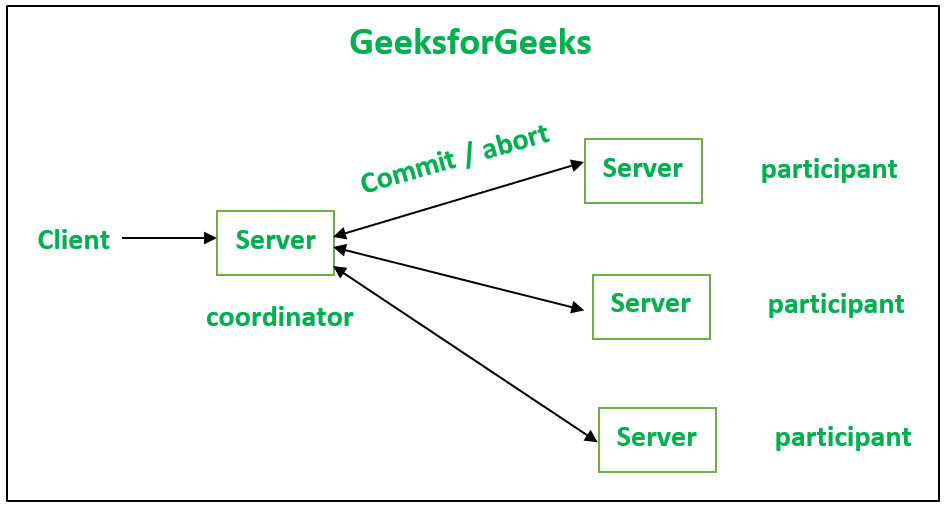 GeeksforGeeks
Commit / abort
Server participant
Client
Server
coordinator
Server participant
Server participant